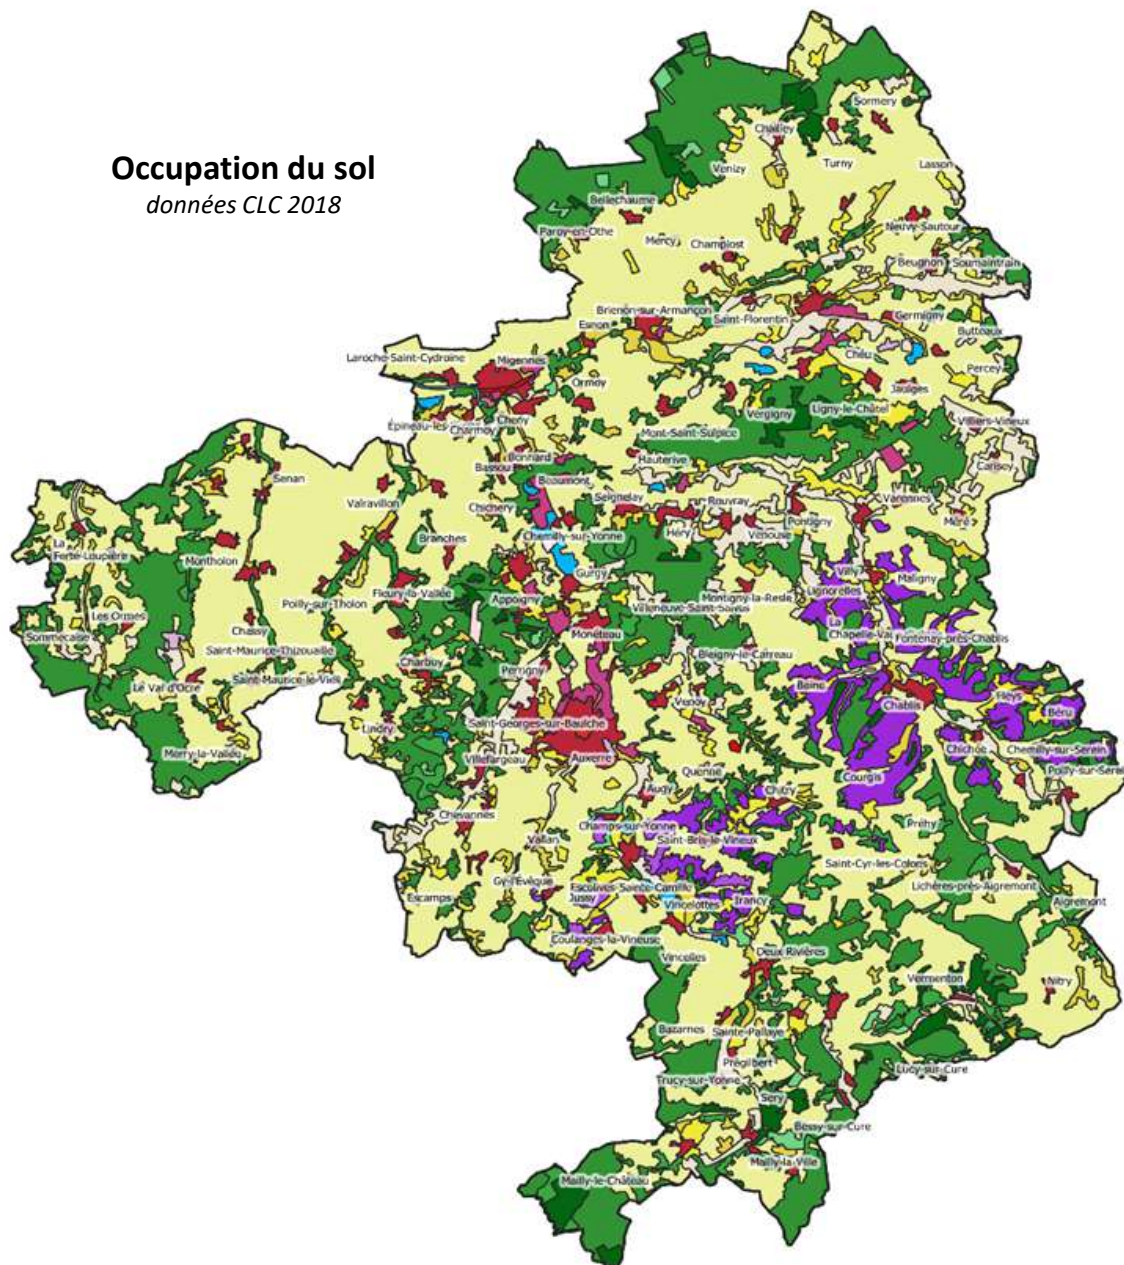 Occupation du sol
données CLC 2018
Sormery
Chailley
Turny
Lasson
Venizy
Bellechaume
Neuvy-Sautour
Paroy-en-Othe
Mercy
Champlost
Beugnon
Soumaintrain
Brienon-sur-Armançon
Saint-Florentin
Germigny
Esnon
Butteaux
Laroche-Saint-Cydroine
Migennes
Chéu
Percey
Ormoy
Jaulges
Vergigny
Ligny-le-Châtel
Épineau-les-
Cheny
Charmoy
Villiers-Vineux
Mont-Saint-Sulpice
Bonnard
Hauterive
Bassou
Carisey
Senan
Beaumont
Seignelay
Rouvray
Varennes
Valravillon
Chichery
Pontigny
Méré
Branches
Chemilly-sur-Yonne
Héry
Venouse
La
Ferté-Loupière
Montholon
Gurgy
Villy
Maligny
Poilly-sur-Tholon
Fleury-la-Vallée
Appoigny
Montigny-la-Resle
Lignorelles
Les Ormes
Villeneuve-Saint-Salves
La
Chapelle-Va
Fontenay-près-Chablis
Sommecaise
Chassy
Monéteau
Saint-Maurice-Thizouaille
Bleigny-le-Carreau
Charbuy
Perrigny
Le Val d'Ocre
Saint-Maurice-le-Vieil
Beine
Fleys
Venoy
Chablis
Béru
Saint-Georges-sur-Baulche
Lindry
Merry-la-Vallée
Chichée
Chemilly-sur-Serein
Villefargeau
Auxerre
Quenne
Courgis
Poilly-sur-Serei
Augy
Chitry
Chevannes
Champs-sur-Yonne
Préhy
Vallan
Saint-Bris-le-Vineux
Saint-Cyr-les-Colons
Gy-l'Évêque
Escolives-Sainte-Camille
Lichères-près-Aigremont
Escamps
Jussy
Vincelottes
Irancy
Aigremont
Coulanges-la-Vineuse
Deux Rivières
Vincelles
Vermenton
Nitry
Bazarnes
Sainte-Pallaye
Prégilbert
Lucy-sur-Cure
Trucy-sur-Yonne
Sery
Bessy-sur-Cure
Mailly-la-Ville
Mailly-le-Château